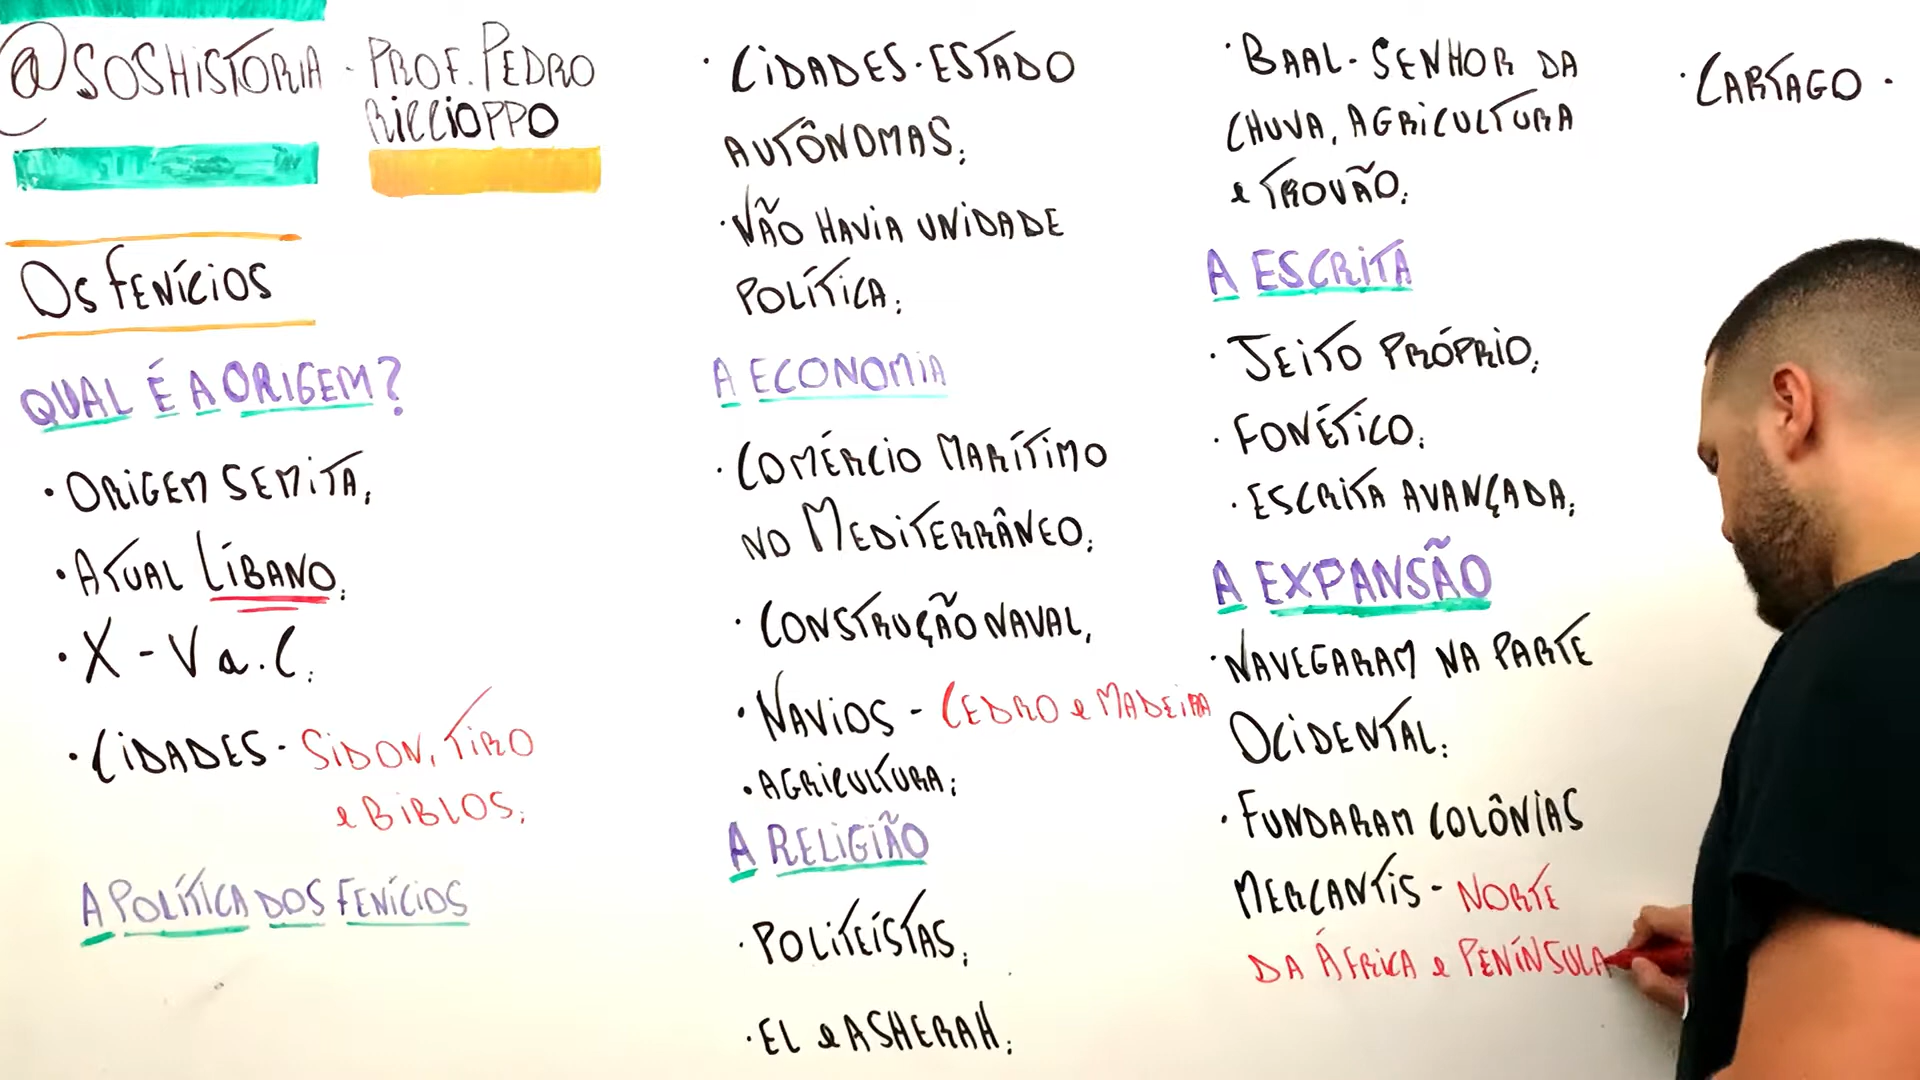 @SOSHISTORIA - PROF. PEDRO
RICCIOPPO
OS FENÍCIOS
QUAL É A ORIGEM?
• ORIGEM SEMITA;
• ATUAL LÍBANO;
• X - V a.C.;
• CIDADES - SIDON, TIRO
e BIBLOS;
A POLÍTICA DOS FENÍCIOS
• CIDADES-ESTADO
AUTÔNOMAS;
• NÃO HAVIA UNIDADE
POLÍTICA;
A ECONOMIA
• COMÉRCIO MARÍTIMO
NO MEDITERRÂNEO;
• CONSTRUÇÃO NAVAL;
• NAVIOS - CEDRO e MADEIRA
• AGRICULTURA;
A RELIGIÃO
• POLITEÍSTAS;
• EL e ASHERAH;
• BAAL - SENHOR DA
CHUVA, AGRICULTURA
e TROVÃO;
A ESCRITA
• JEITO PRÓPRIO;
• FONÉTICO;
• ESCRITA AVANÇADA;
A EXPANSÃO
• NAVEGARAM NA PARTE
OCIDENTAL;
• FUNDARAM COLÔNIAS
MERCANTIS - NORTE
DA ÁFRICA e PENÍNSULA
• CARTAGO -